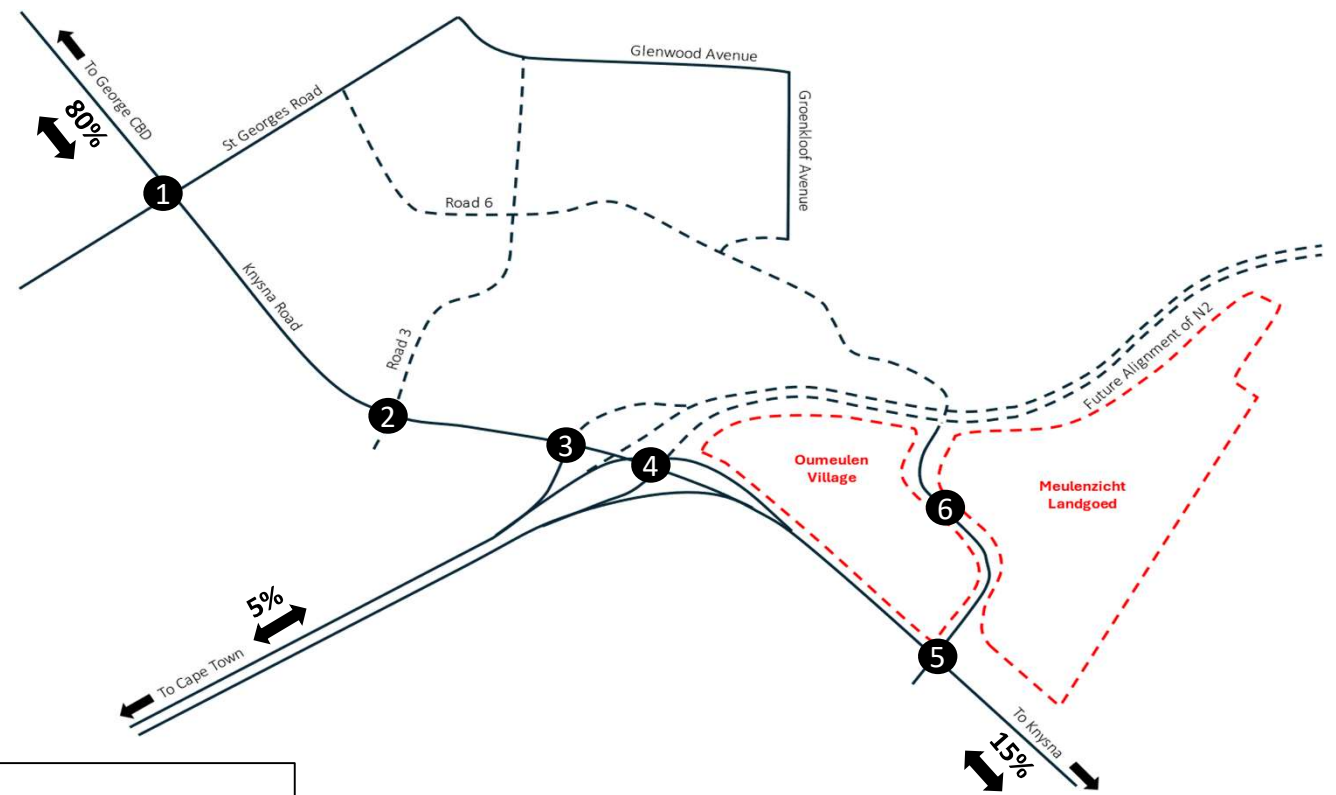 Glenwood Avenue
To George CBD
80%
St Georges Road
Groenkloof Avenue
1
Road 6
Knysna Road
Road 3
Future Alignment of N2
2
3
4
Oumeulen
Village
Meulenzicht
Landgoed
6
5%
To Cape Town
5
To Knysna
15%